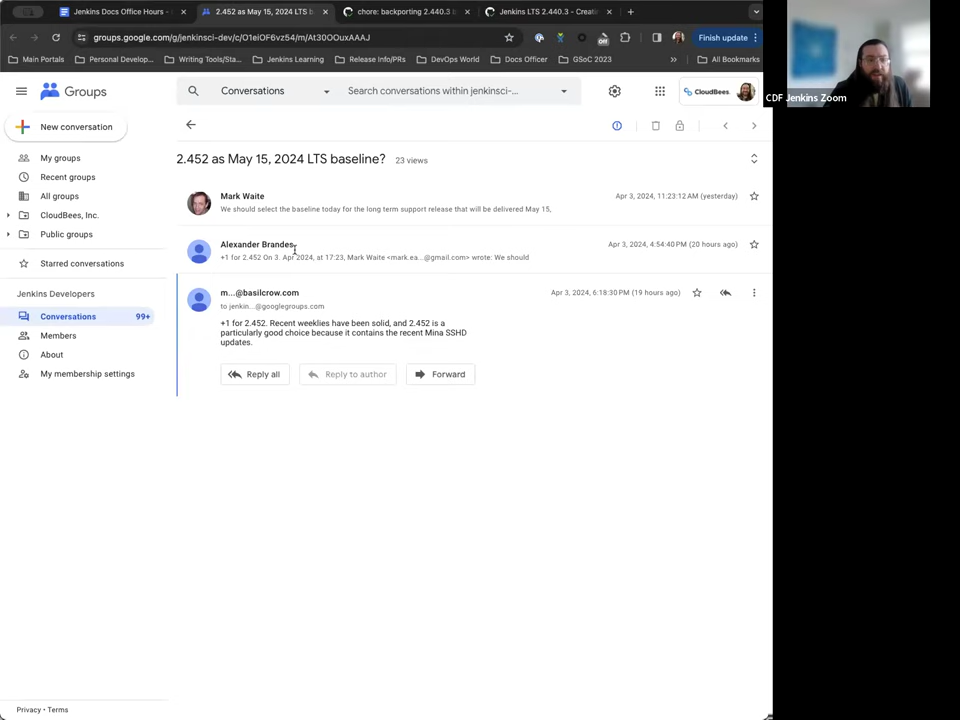 Jenkins Docs Office Hours -
2.452 as May 15, 2024 LTS b
chore: backporting 2.440.3 b
Jenkins LTS 2.440.3 - Creati
groups.google.com/g/jenkinsci-dev/c/O1eiOF6vz54/m/At30OOuxAAAJ
Finish update
Main Portals
Personal Develop...
Writing Tools/Sta...
Jenkins Learning
Release Info/PRs
DevOps World
Docs Officer
GSoC 2023
»
All Bookmarks
Groups
Conversations
Search conversations within jenkinsci-...
CloudBees
CDF Jenkins Zoom
New conversation
My groups
Recent groups
All groups
CloudBees, Inc.
Public groups
Starred conversations
Jenkins Developers
Conversations 99+
Members
About
My membership settings
2.452 as May 15, 2024 LTS baseline? 23 views
Mark Waite Apr 3, 2024, 11:23:12 AM (yesterday)
We should select the baseline today for the long term support release that will be delivered May 15,
Alexander Brandes Apr 3, 2024, 4:54:40 PM (20 hours ago)
+1 for 2.452 On 3. Apr 2024, at 17:23, Mark Waite <mark.ea...@gmail.com> wrote: We should
m...@basilcrow.com Apr 3, 2024, 6:18:30 PM (19 hours ago)
to jenkin...@googlegroups.com
+1 for 2.452. Recent weeklies have been solid, and 2.452 is a
particularly good choice because it contains the recent Mina SSHD
updates.
Reply all
Reply to author
Forward
Privacy • Terms